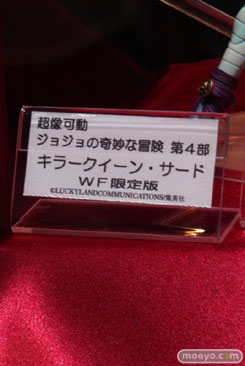 超像可動
ジョジョの奇妙な冒険 第4部
キラークイーン・サード
WF限定版
©LUCKYLANDCOMMUNICATIONS/集英社
moeyo.com